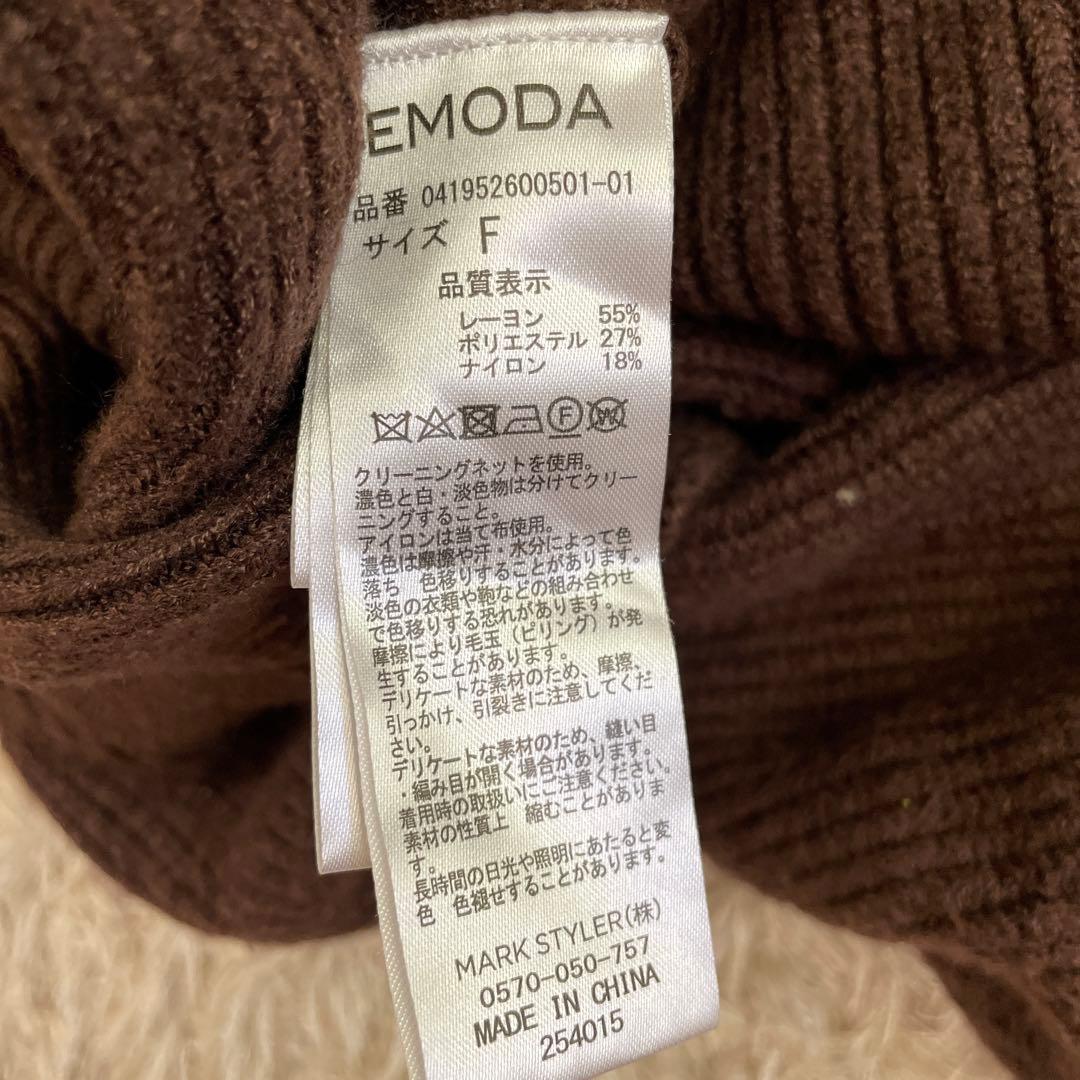 EMODA
品番 041952600501-01
サイズ F
品質表示
レーヨン 55%
ポリエステル 27%
ナイロン 18%
F W
クリーニングネットを使用。
濃色と白・淡色物は分けてクリー
ニングすること。
アイロンは当て布使用。
濃色は摩擦や汗・水分によって色
落ち 色移りすることがあります。
淡色の衣類や鞄などの組み合わせ
で色移りする恐れがあります。
摩擦により毛玉(ピリング)が発
生することがあります。
デリケートな素材のため、摩擦、
引っかけ、引裂きに注意してくだ
さい。
デリケートな素材のため、縫い目
・編み目が開く場合があります。
着用時の取扱いにご注意ください。
素材の性質上 縮むことがありま
す。
長時間の日光や照明にあたると変
色 色褪せすることがあります。
MARK STYLER(株)
0570-050-757
MADE IN CHINA
254015